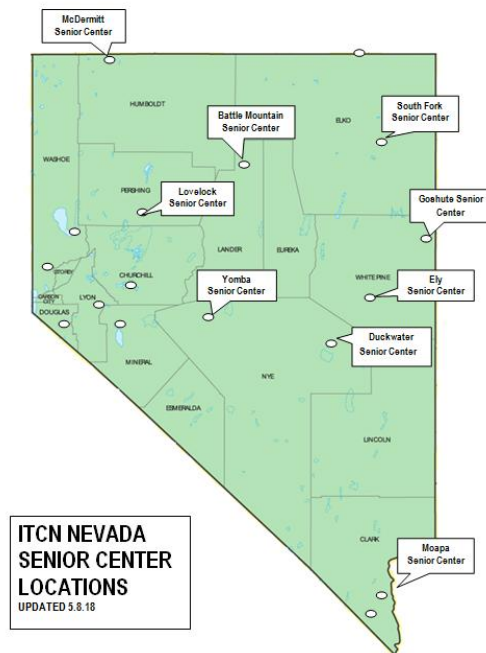 McDermitt
Senior Center
HUMBOLDT
ELKO
South Fork
Senior Center
Battle Mountain
Senior Center
WASHOE
PERSHING
Lovelock
Senior Center
Goshute Senior
Center
LANDER
EUREKA
WHITE PINE
STOREY
CHURCHILL
Yomba
Senior Center
Ely
Senior Center
CARSON
CITY
LYON
DOUGLAS
Duckwater
Senior Center
MINERAL
NYE
ESMERALDA
LINCOLN
CLARK
Moapa
Senior Center
ITCN NEVADA
SENIOR CENTER
LOCATIONS
UPDATED 5.8.18